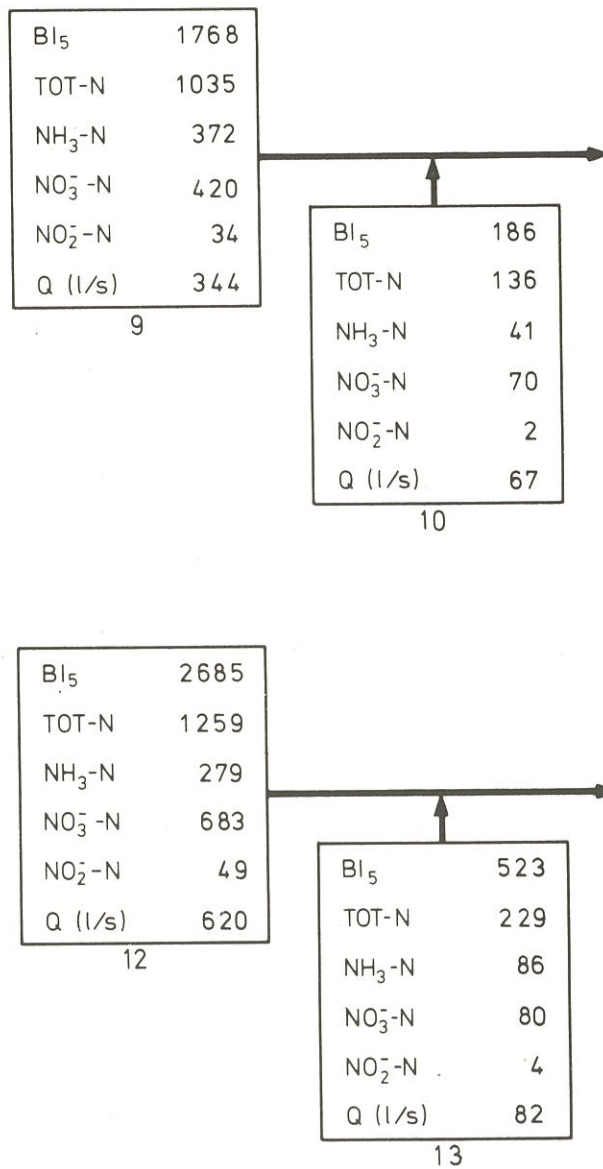 BI₅ 1768
TOT-N 1035
NH₃-N 372
NO₃⁻-N 420
NO₂⁻-N 34
Q (l/s) 344
9
BI₅ 186
TOT-N 136
NH₃-N 41
NO₃⁻-N 70
NO₂⁻-N 2
Q (l/s) 67
10
BI₅ 2685
TOT-N 1259
NH₃-N 279
NO₃⁻-N 683
NO₂⁻-N 49
Q (l/s) 620
12
BI₅ 523
TOT-N 229
NH₃-N 86
NO₃⁻-N 80
NO₂⁻-N 4
Q (l/s) 82
13